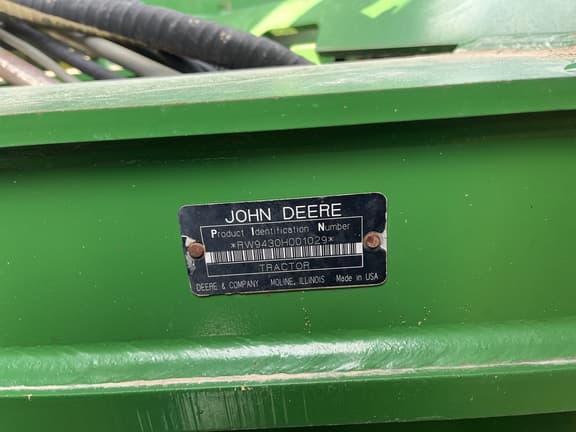 JOHN DEERE
Product Identification Number
*RW9430H001029*
TRACTOR
DEERE & COMPANY MOLINE, ILLINOIS Made in USA